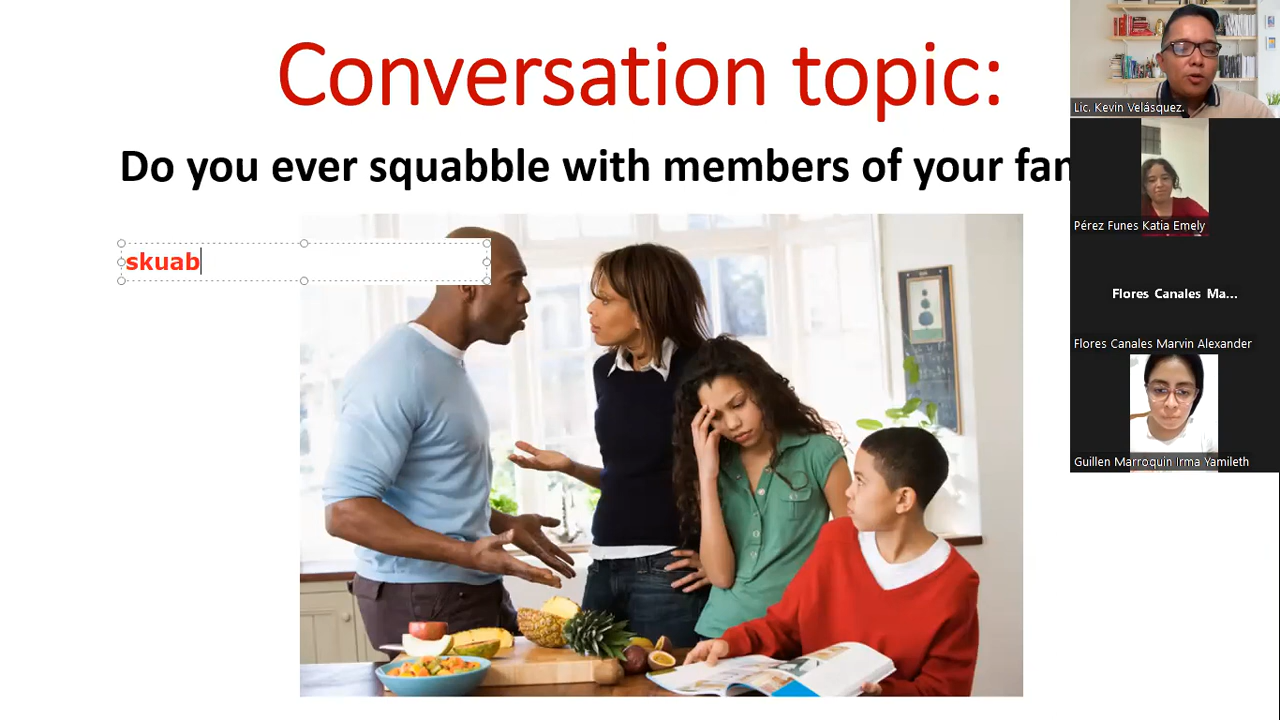 Conversation topic:
Do you ever squabble with members of your fam
skuab
Lic. Kevin Velásquez.
Pérez Funes Katia Emely
Flores Canales Ma...
Flores Canales Marvin Alexander
Guillen Marroquin Irma Yamileth